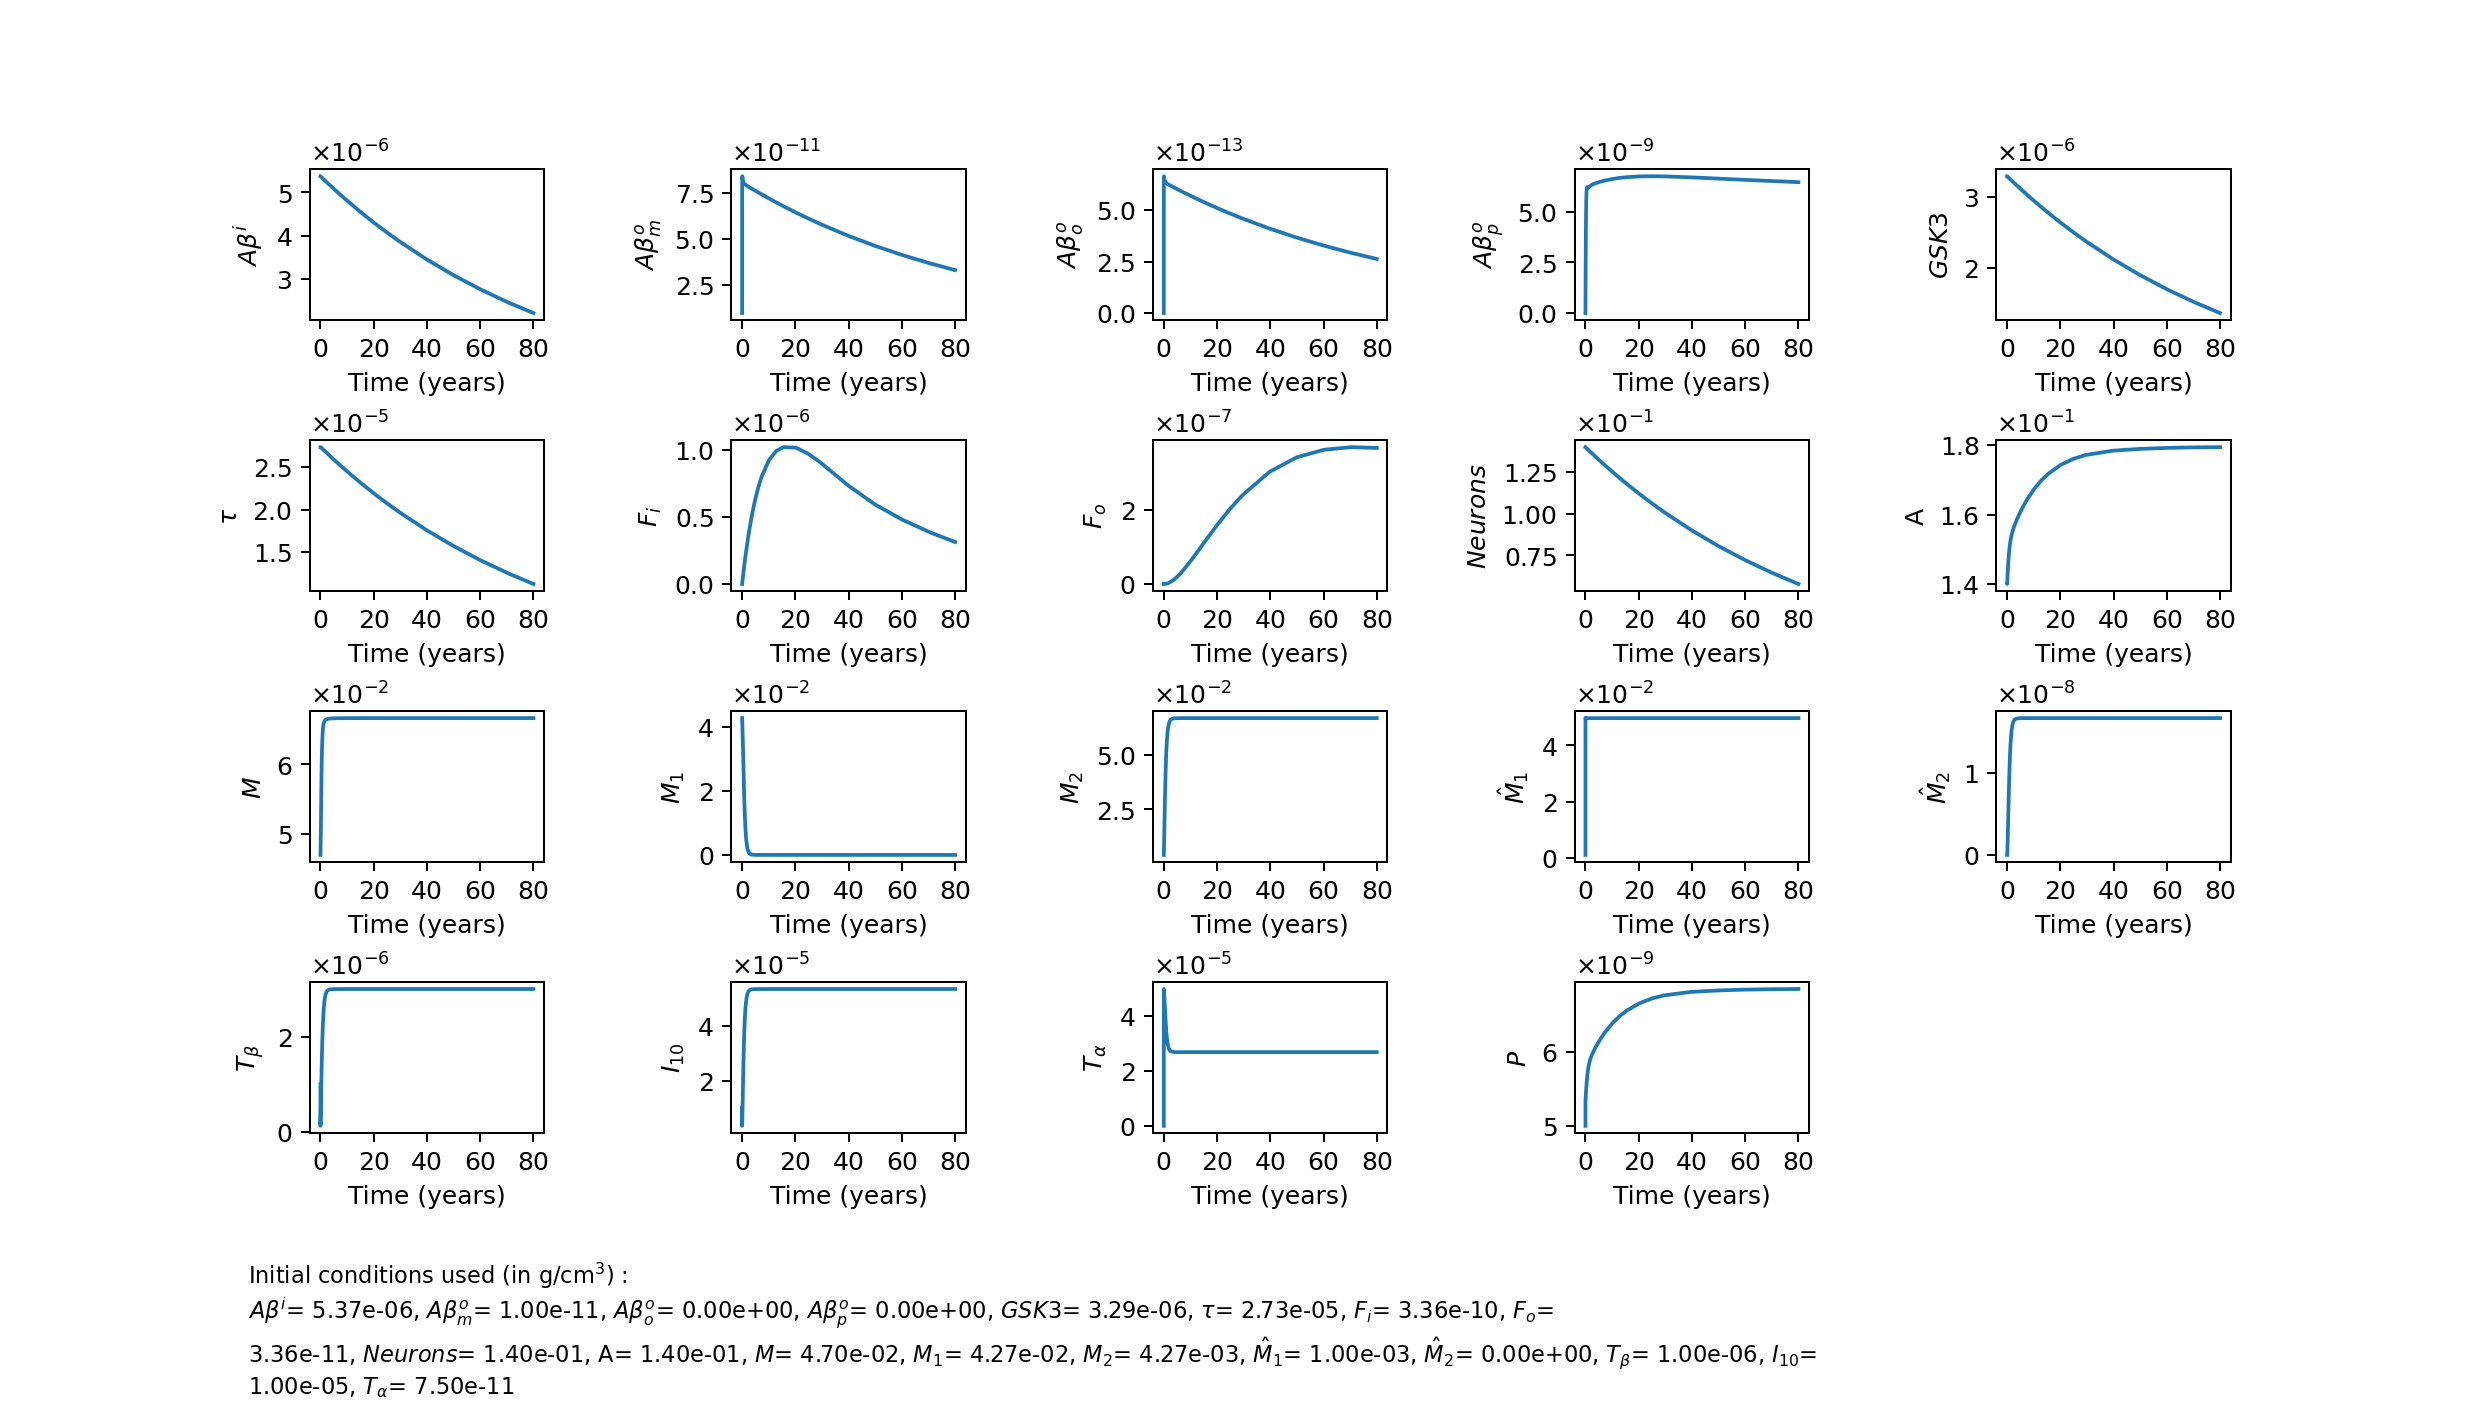 ×10⁻⁶ ×10⁻¹¹ ×10⁻¹³ ×10⁻⁹ ×10⁻⁶
Aβⁱ 5 4 3
Aβₘᵒ 7.5 5.0 2.5
Aβₒᵒ 5.0 2.5 0.0
Aβₚᵒ 5.0 2.5 0.0
GSK3 3 2
0 20 40 60 80 0 20 40 60 80 0 20 40 60 80 0 20 40 60 80 0 20 40 60 80
Time (years) Time (years) Time (years) Time (years) Time (years)
×10⁻⁵ ×10⁻⁶ ×10⁻⁷ ×10⁻¹ ×10⁻¹
τ 2.5 2.0 1.5
Fᵢ 1.0 0.5 0.0
Fₒ 2 0
Neurons 1.25 1.00 0.75
A 1.8 1.6 1.4
0 20 40 60 80 0 20 40 60 80 0 20 40 60 80 0 20 40 60 80 0 20 40 60 80
Time (years) Time (years) Time (years) Time (years) Time (years)
×10⁻² ×10⁻² ×10⁻² ×10⁻² ×10⁻⁸
M 6 5
M₁ 4 2 0
M₂ 5.0 2.5
M̂₁ 4 2 0
M̂₂ 1 0
0 20 40 60 80 0 20 40 60 80 0 20 40 60 80 0 20 40 60 80 0 20 40 60 80
Time (years) Time (years) Time (years) Time (years) Time (years)
×10⁻⁶ ×10⁻⁵ ×10⁻⁵ ×10⁻⁹
Tᵦ 2 0
I₁₀ 4 2
T_α 4 2 0
P 6 5
0 20 40 60 80 0 20 40 60 80 0 20 40 60 80 0 20 40 60 80
Time (years) Time (years) Time (years) Time (years)
Initial conditions used (in g/cm³) :
Aβⁱ= 5.37e-06, Aβₘᵒ= 1.00e-11, Aβₒᵒ= 0.00e+00, Aβₚᵒ= 0.00e+00, GSK3= 3.29e-06, τ= 2.73e-05, Fᵢ= 3.36e-10, Fₒ=
3.36e-11, Neurons= 1.40e-01, A= 1.40e-01, M= 4.70e-02, M₁= 4.27e-02, M₂= 4.27e-03, M̂₁= 1.00e-03, M̂₂= 0.00e+00, Tᵦ= 1.00e-06, I₁₀=
1.00e-05, T_α= 7.50e-11